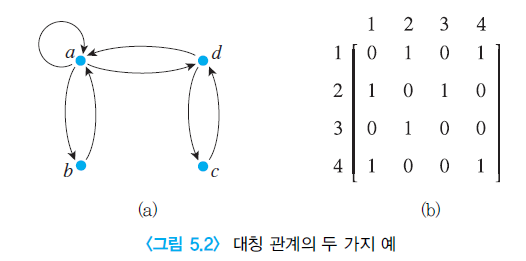 a
d
b
c
(a)
1 2 3 4
1 0 1 0 1
2 1 0 1 0
3 0 1 0 0
4 1 0 0 1
(b)
〈그림 5.2〉 대칭 관계의 두 가지 예